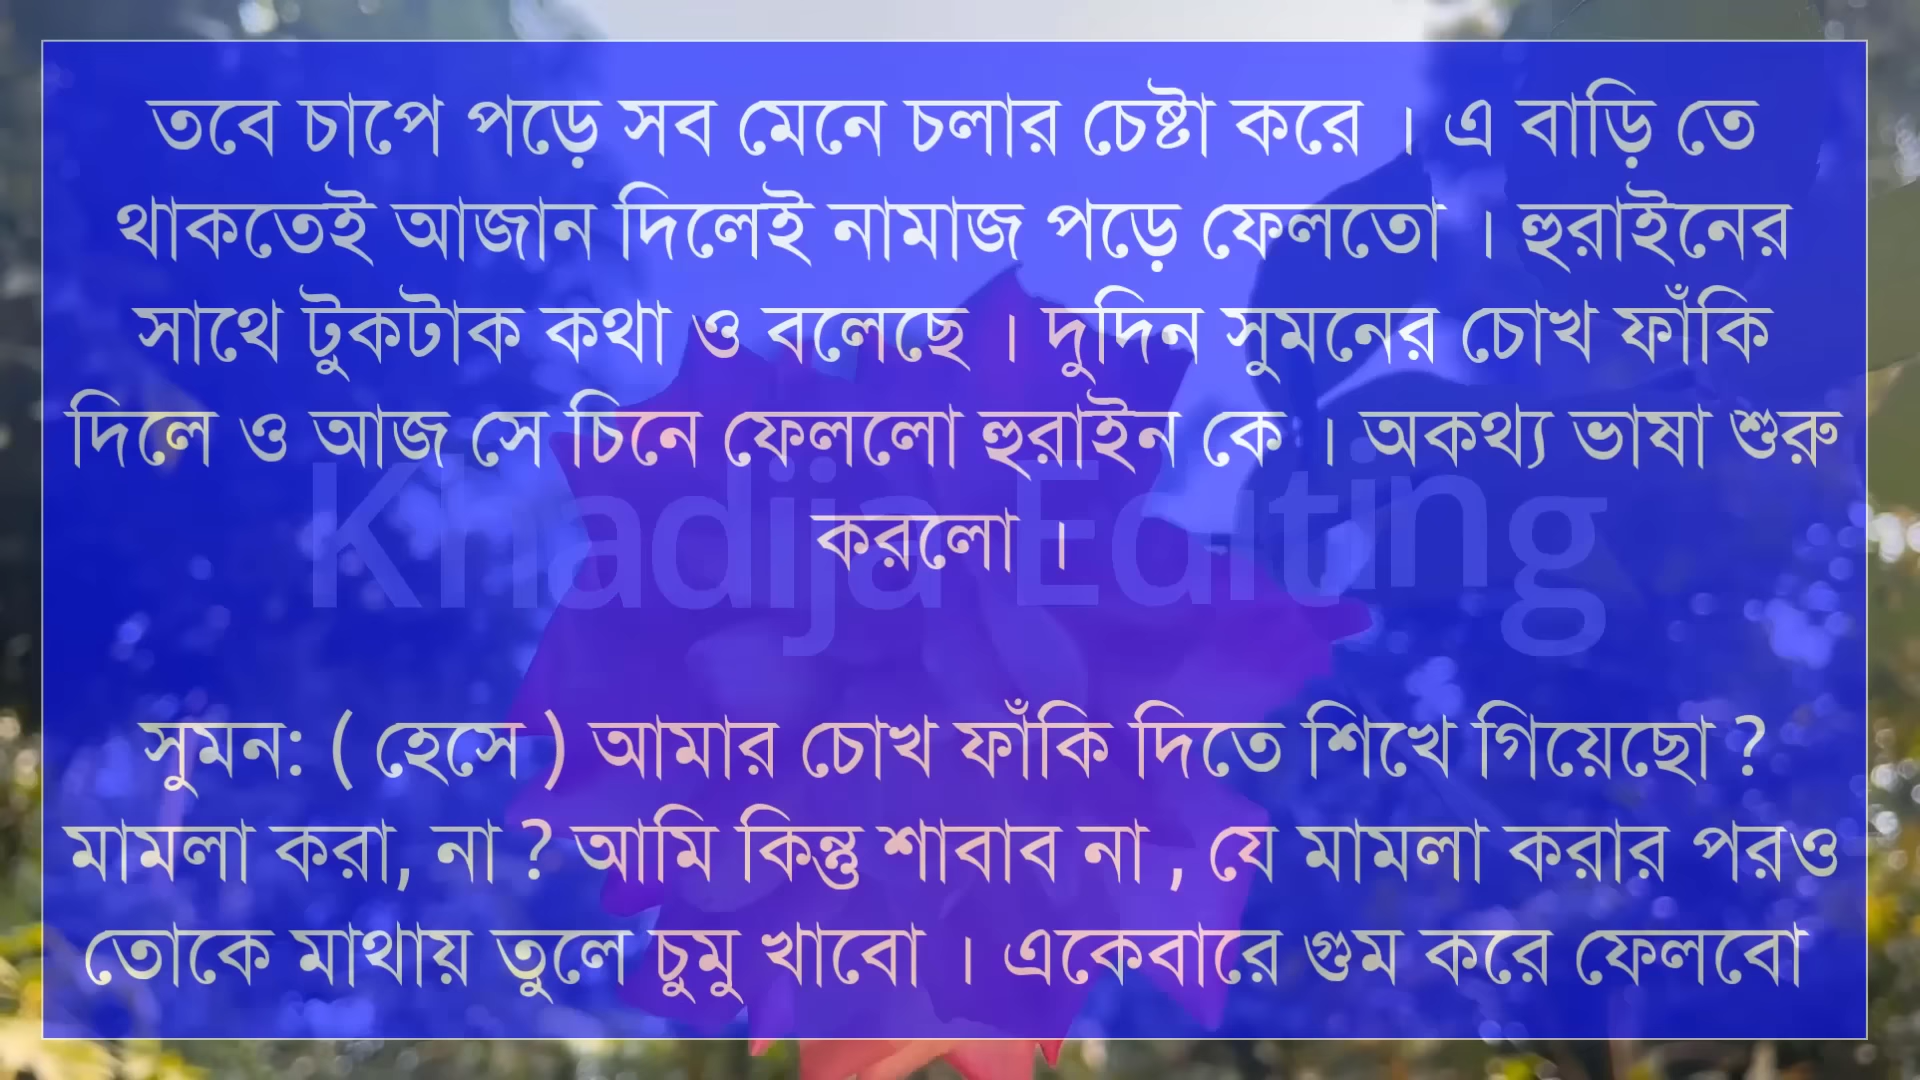 তবে চাপে পড়ে সব মেনে চলার চেষ্টা করে । এ বাড়ি তে
থাকতেই আজান দিলেই নামাজ পড়ে ফেলতো । হুরাইনের
সাথে টুকটাক কথা ও বলেছে । দুদিন সুমনের চোখ ফাঁকি
দিলে ও আজ সে চিনে ফেললো হুরাইন কে । অকথ্য ভাষা শুরু
করলো ।
Khadija Editing
সুমন: ( হেসে ) আমার চোখ ফাঁকি দিতে শিখে গিয়েছো ?
মামলা করা, না ? আমি কিন্তু শাবাব না , যে মামলা করার পরও
তোকে মাথায় তুলে চুমু খাবো । একেবারে গুম করে ফেলবো